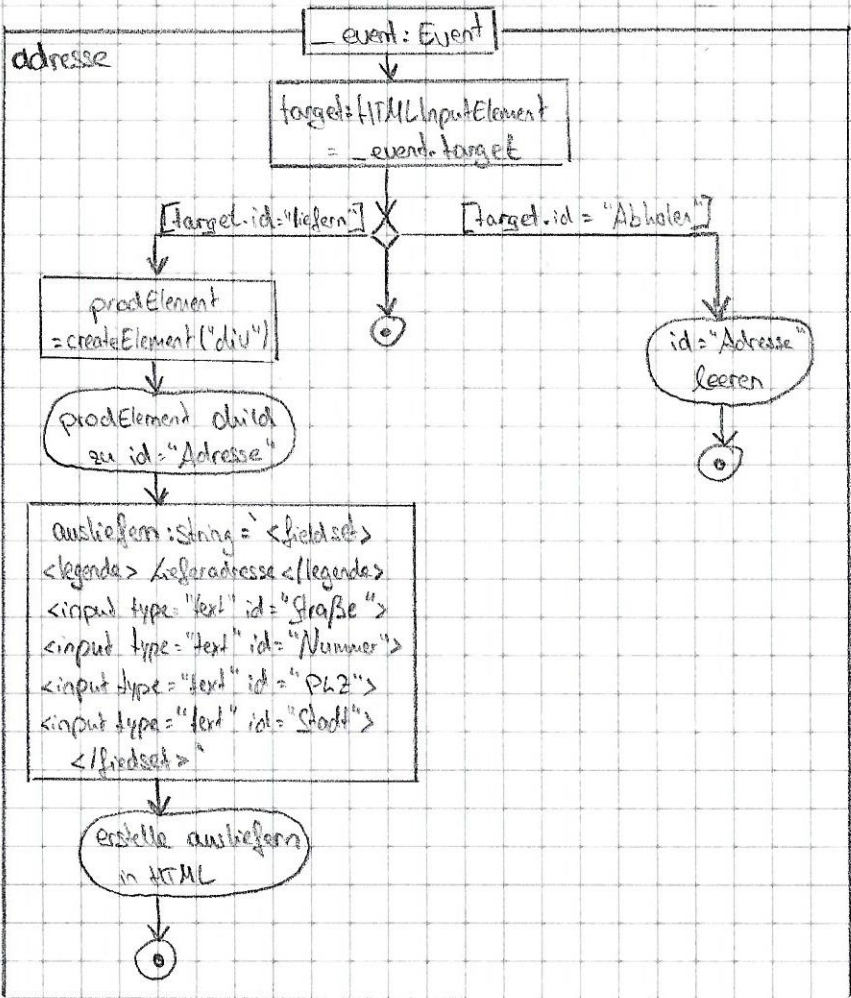 _event: Event
adresse
target: HTMLInputElement
= _event.target
[target.id="liefern"]
[target.id = "Abholen"]
prodElement
=createElement("div")
prodElement child
zu id="Adresse"
ausliefern: string = `<fieldset>
<legende> Lieferadresse </legende>
<input type="text" id="Straße">
<input type="text" id="Nummer">
<input type="text" id="PLZ">
<input type="text" id="Stadt">
</fiedset>`
erstelle ausliefern
in HTML
id="Adresse"
leeren